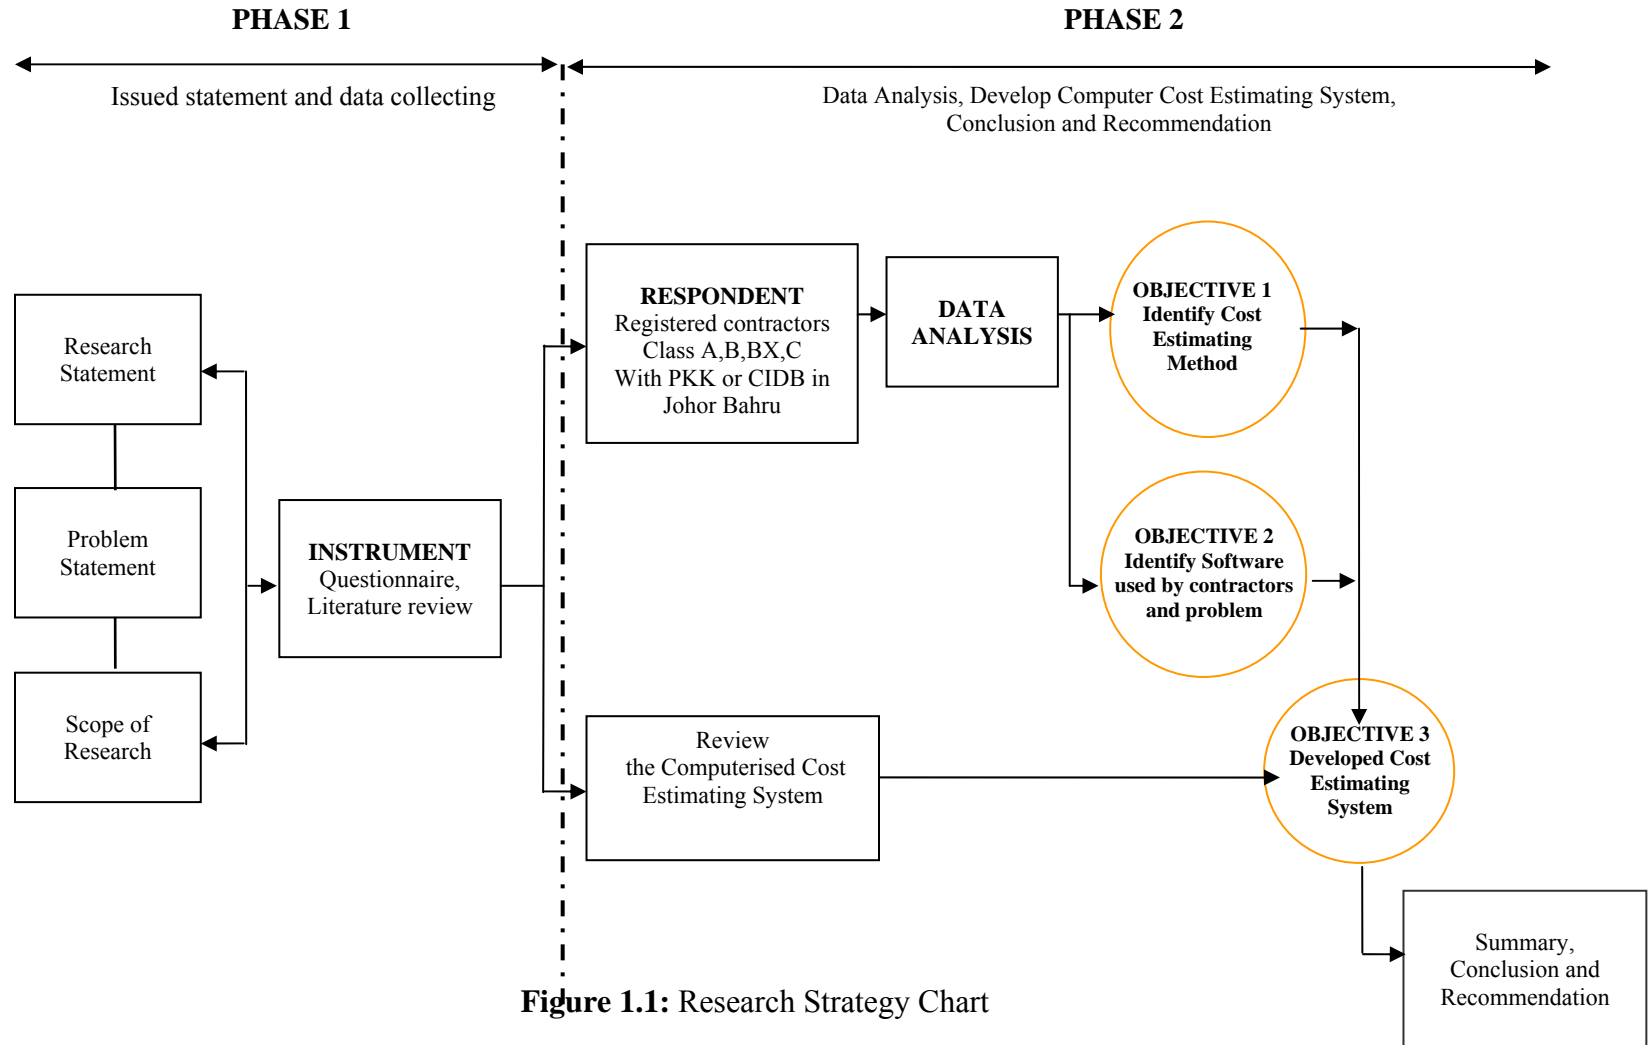 PHASE 1
PHASE 2
Issued statement and data collecting
Data Analysis, Develop Computer Cost Estimating System,
Conclusion and Recommendation
Research
Statement
Problem
Statement
Scope of
Research
INSTRUMENT
Questionnaire,
Literature review
RESPONDENT
Registered contractors
Class A,B,BX,C
With PKK or CIDB in
Johor Bahru
DATA
ANALYSIS
OBJECTIVE 1
Identify Cost
Estimating
Method
OBJECTIVE 2
Identify Software
used by contractors
and problem
Review
the Computerised Cost
Estimating System
OBJECTIVE 3
Developed Cost
Estimating
System
Summary,
Conclusion and
Recommendation
Figure 1.1: Research Strategy Chart